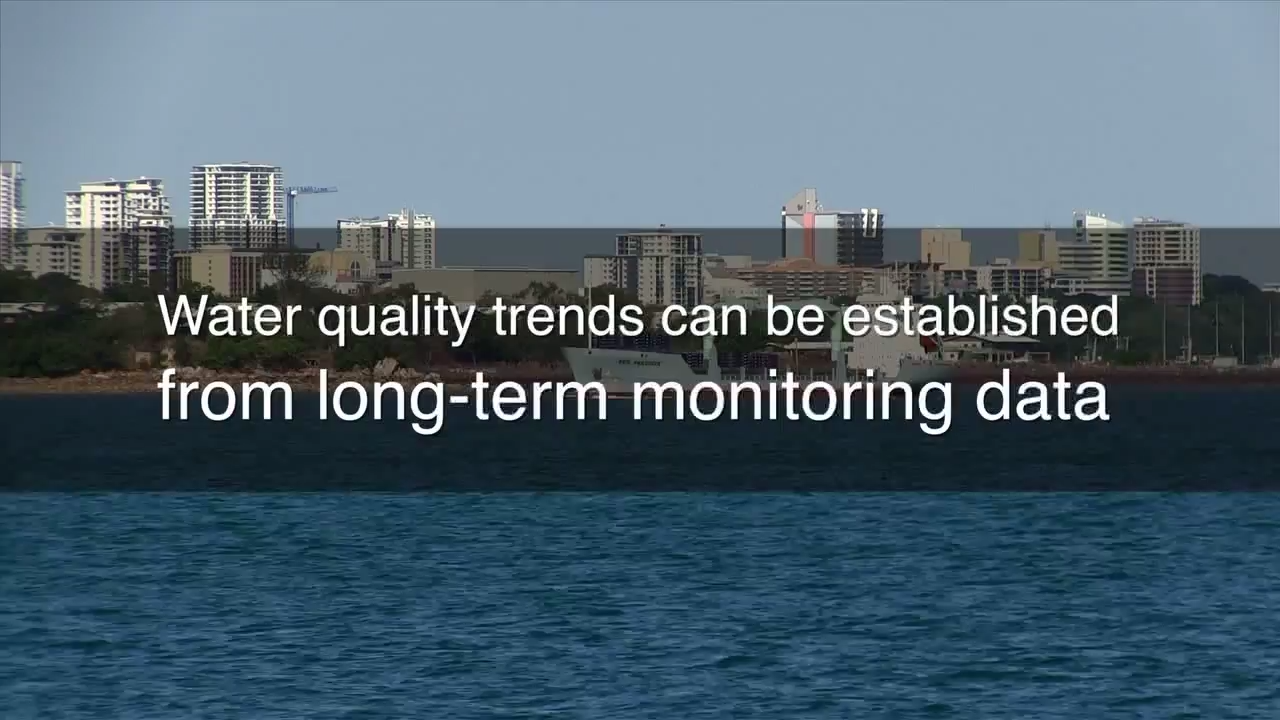 Water quality trends can be established
from long-term monitoring data